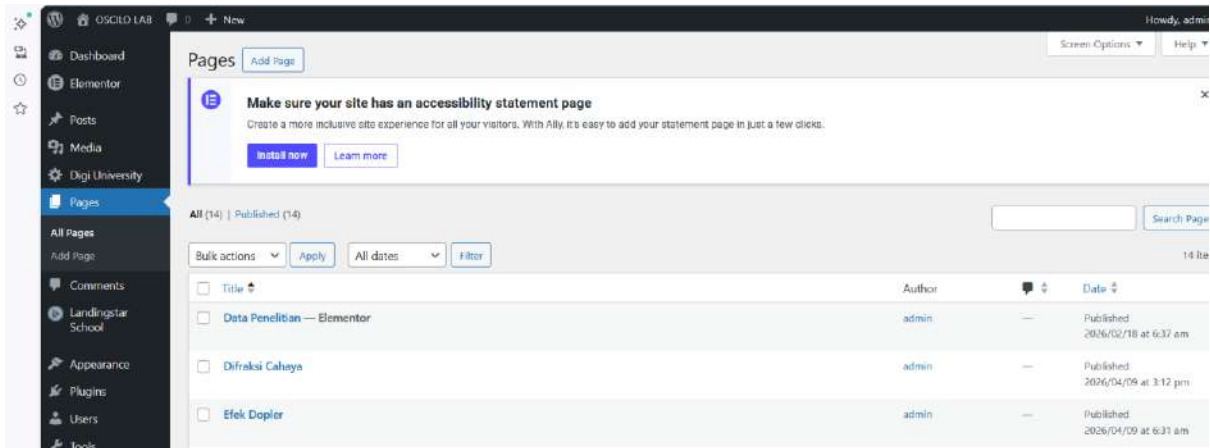 OSCILO LAB 0 + New
Howdy, admin
Dashboard
Elementor
Posts
Media
Digi University
Pages
All Pages
Add Page
Comments
Landingstar School
Appearance
Plugins
Users
Tools
Screen Options
Help
Pages
Add Page
Make sure your site has an accessibility statement page
Create a more inclusive site experience for all your visitors. With Ally, it's easy to add your statement page in just a few clicks.
Install now
Learn more
All (14) | Published (14)
Search Page
Bulk actions
Apply
All dates
Filter
14 ite
Title
Author
Date
Data Penelitian — Elementor
admin
—
Published
2026/02/18 at 6:37 am
Difraksi Cahaya
admin
—
Published
2026/04/09 at 3:12 pm
Efek Dopler
admin
—
Published
2026/04/09 at 6:31 am